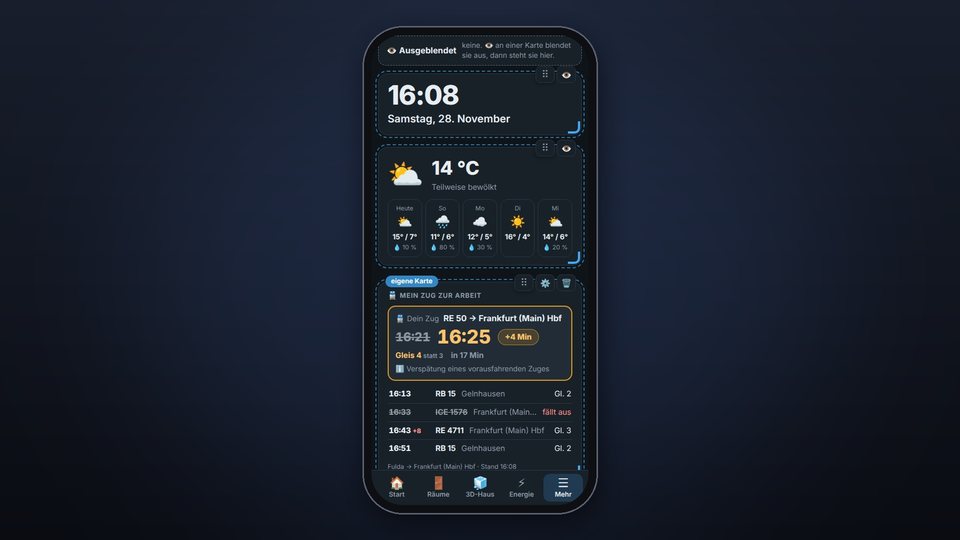 Ausgeblendet
keine. 👁 an einer Karte blendet
sie aus, dann steht sie hier.
16:08
Samstag, 28. November
14 °C
Teilweise bewölkt
Heute So Mo Di Mi
15° / 7° 11° / 6° 12° / 5° 16° / 4° 14° / 6°
10 % 80 % 30 % 20 %
eigene Karte
MEIN ZUG ZUR ARBEIT
Dein Zug RE 50 → Frankfurt (Main) Hbf
16:21 16:25 +4 Min
Gleis 4 statt 3 in 17 Min
Verspätung eines vorausfahrenden Zuges
16:13 RB 15 Gelnhausen Gl. 2
16:33 ICE 1576 Frankfurt (Main... fällt aus
16:43 +8 RE 4711 Frankfurt (Main) Hbf Gl. 3
16:51 RB 15 Gelnhausen Gl. 2
Fulda → Frankfurt (Main) Hbf · Stand 16:08
Start Räume 3D-Haus Energie Mehr